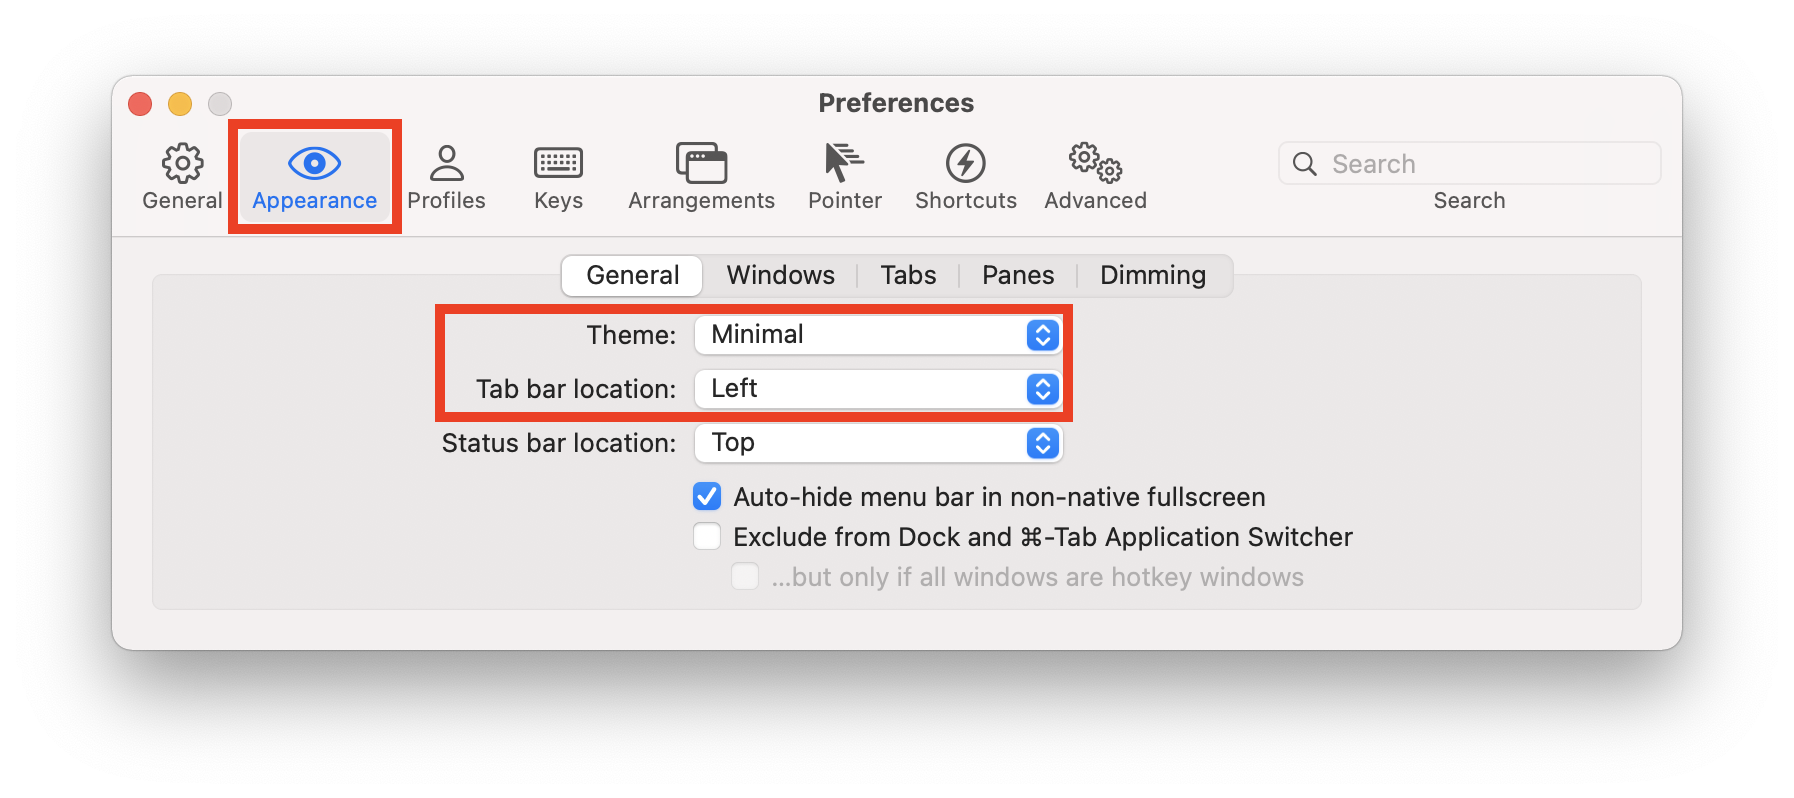 Preferences
General Appearance Profiles Keys Arrangements Pointer Shortcuts Advanced
Search
Search
General Windows Tabs Panes Dimming
Theme: Minimal
Tab bar location: Left
Status bar location: Top
Auto-hide menu bar in non-native fullscreen
Exclude from Dock and ⌘-Tab Application Switcher
...but only if all windows are hotkey windows